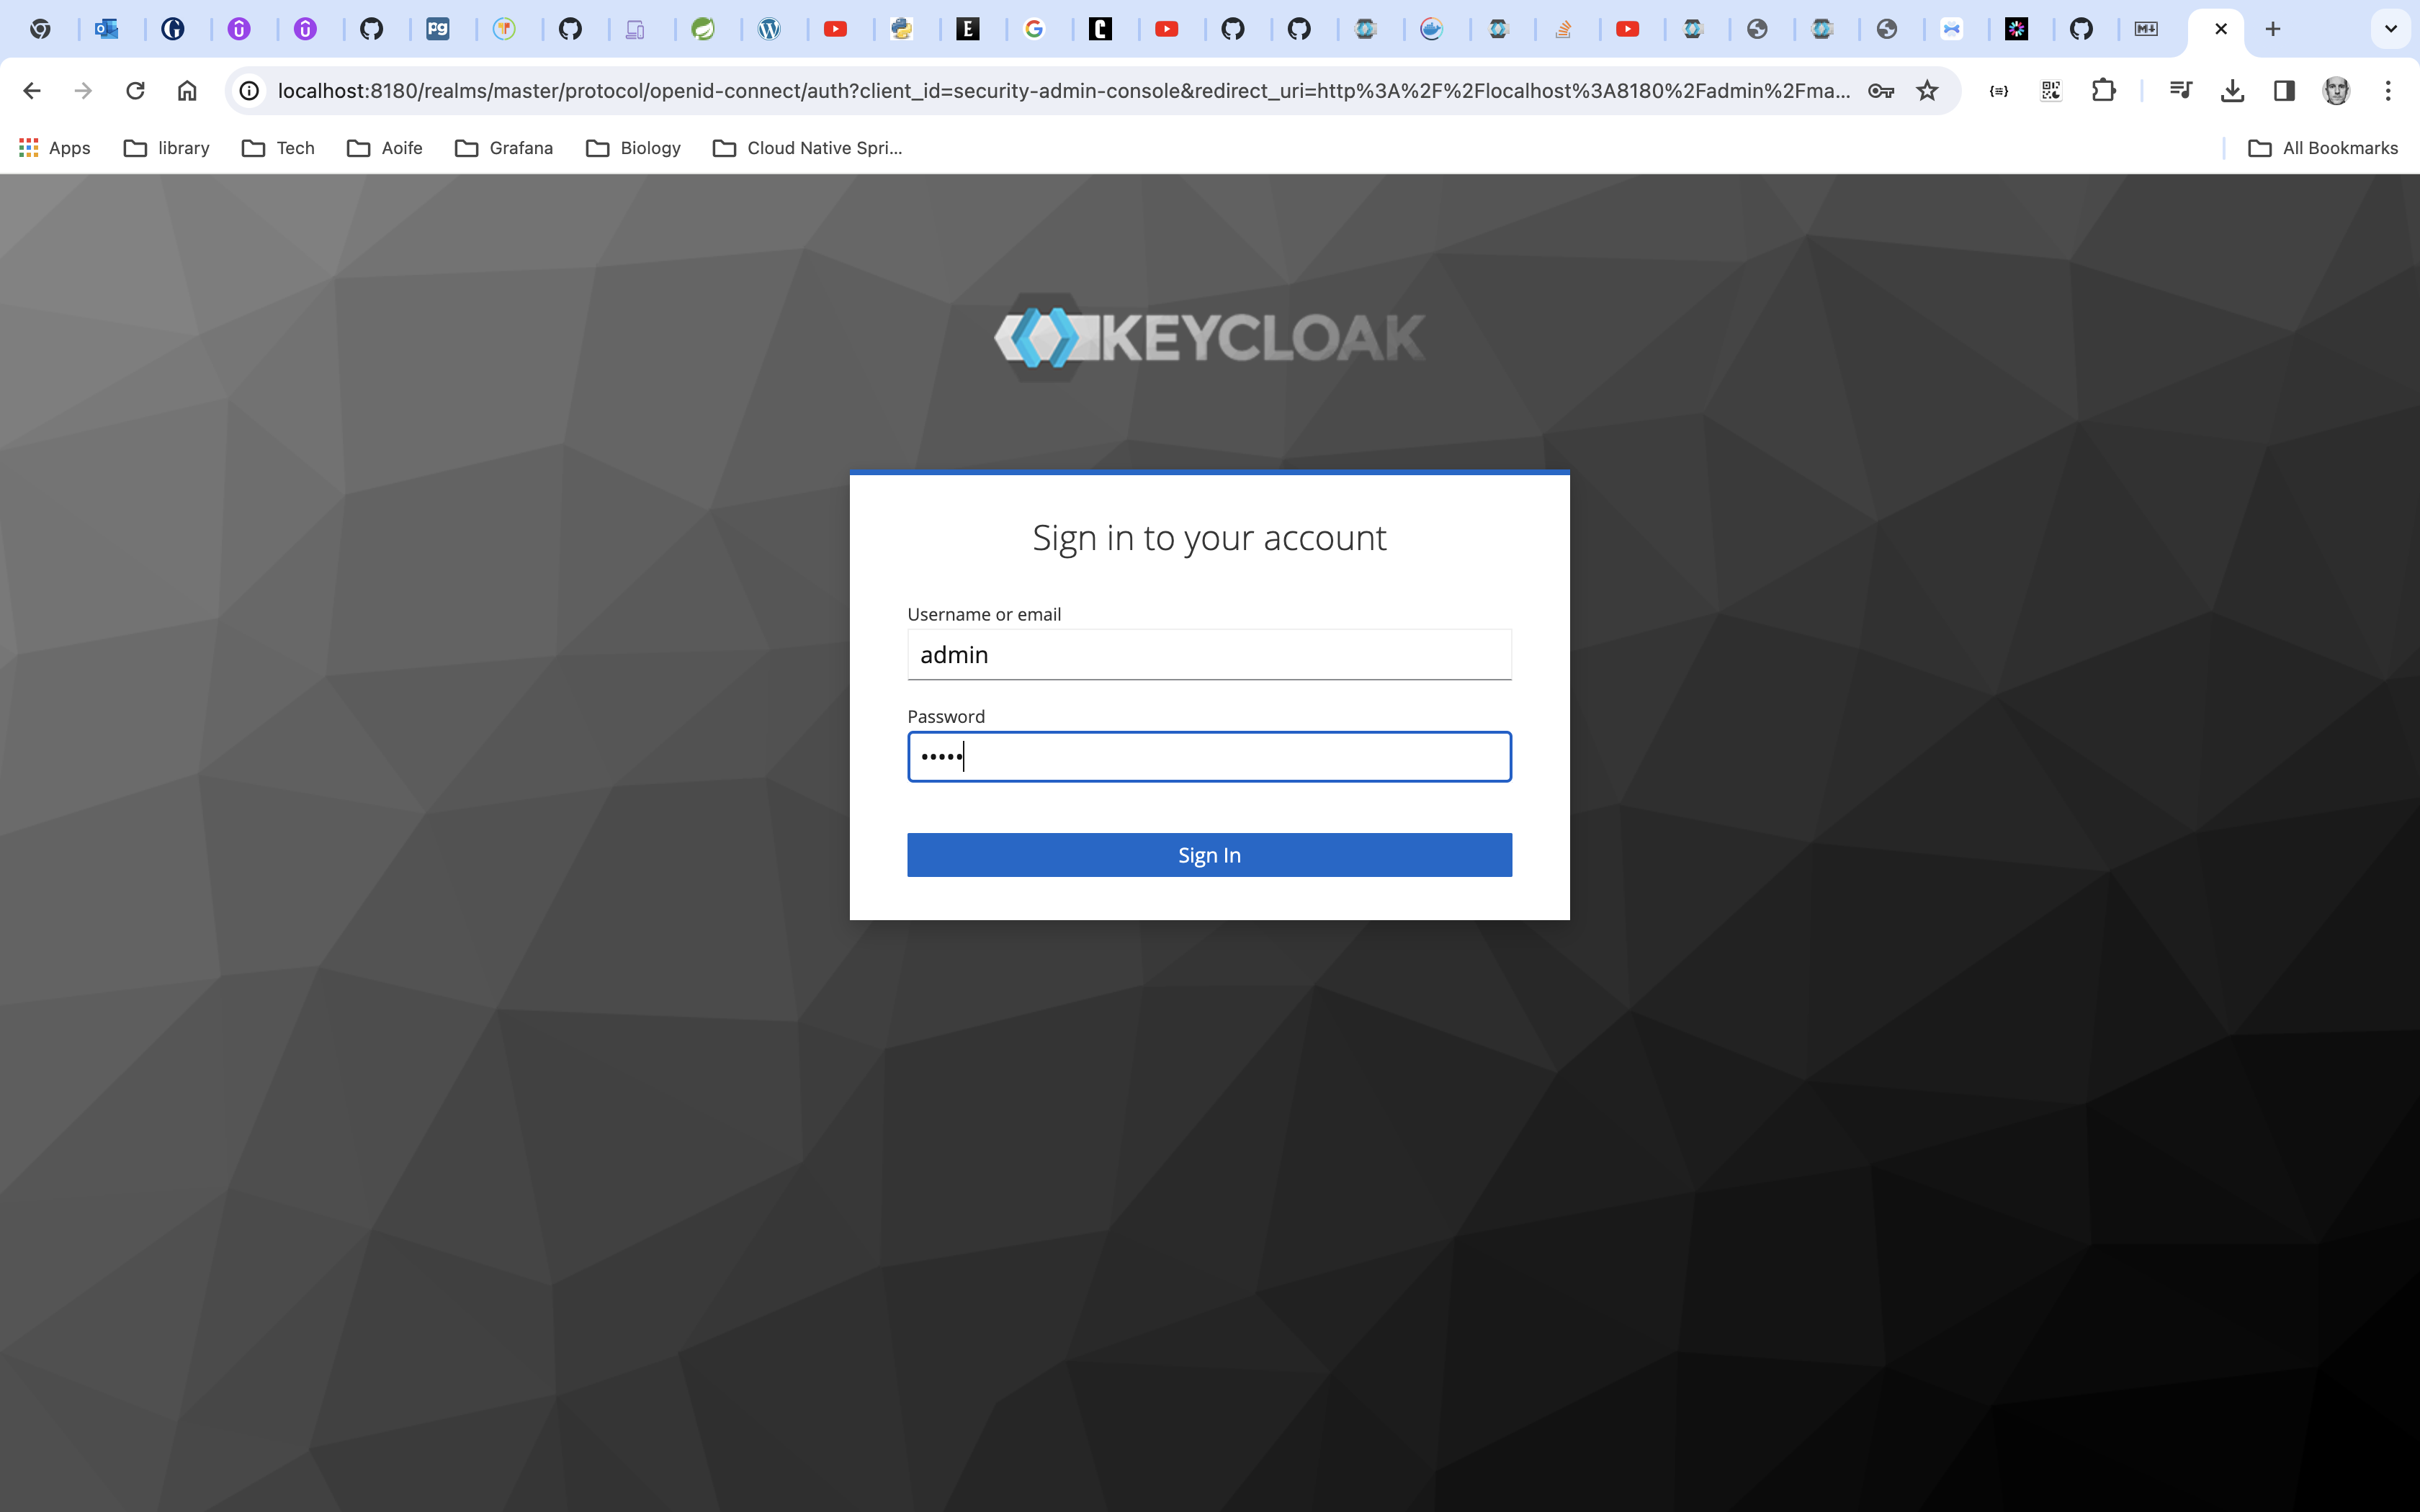 pg
E
G
C
M
localhost:8180/realms/master/protocol/openid-connect/auth?client_id=security-admin-console&redirect_uri=http%3A%2F%2Flocalhost%3A8180%2Fadmin%2Fma...
Apps library Tech Aoife Grafana Biology Cloud Native Spri... All Bookmarks
KEYCLOAK
Sign in to your account
Username or email
admin
Password
Sign In